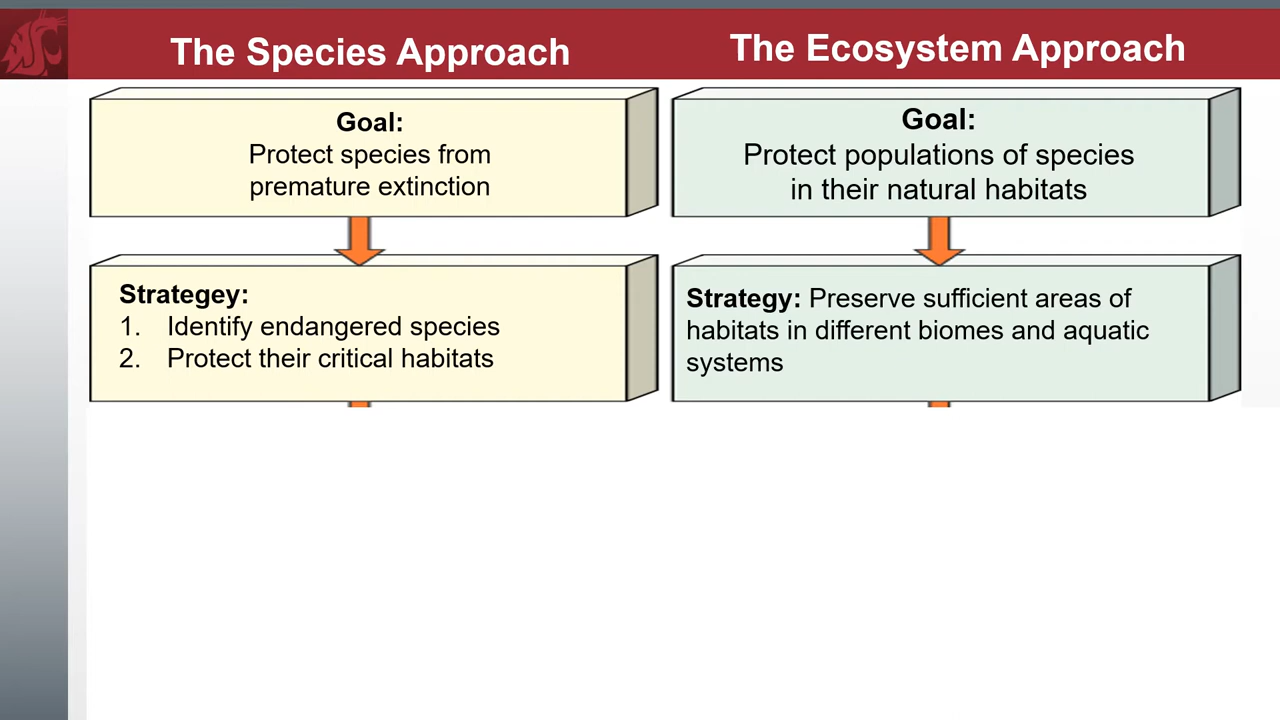 The Species Approach
The Ecosystem Approach
Goal:
Protect species from
premature extinction
Goal:
Protect populations of species
in their natural habitats
Strategey:
1. Identify endangered species
2. Protect their critical habitats
Strategy: Preserve sufficient areas of
habitats in different biomes and aquatic
systems